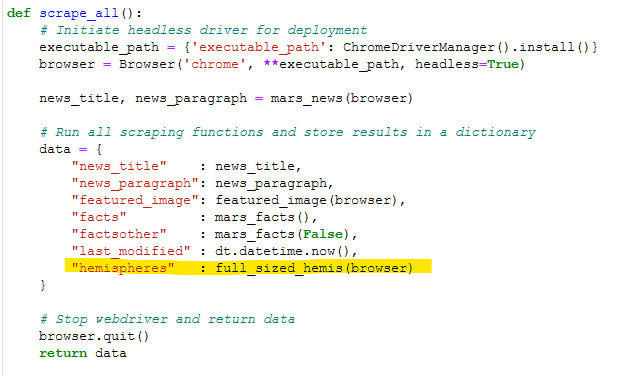 def scrape_all():
    # Initiate headless driver for deployment
    executable_path = {'executable_path': ChromeDriverManager().install()}
    browser = Browser('chrome', **executable_path, headless=True)

    news_title, news_paragraph = mars_news(browser)

    # Run all scraping functions and store results in a dictionary
    data = {
        "news_title"    : news_title,
        "news_paragraph": news_paragraph,
        "featured_image": featured_image(browser),
        "facts"         : mars_facts(),
        "factsother"    : mars_facts(False),
        "last_modified" : dt.datetime.now(),
        "hemispheres"   : full_sized_hemis(browser)
    }

    # Stop webdriver and return data
    browser.quit()
    return data